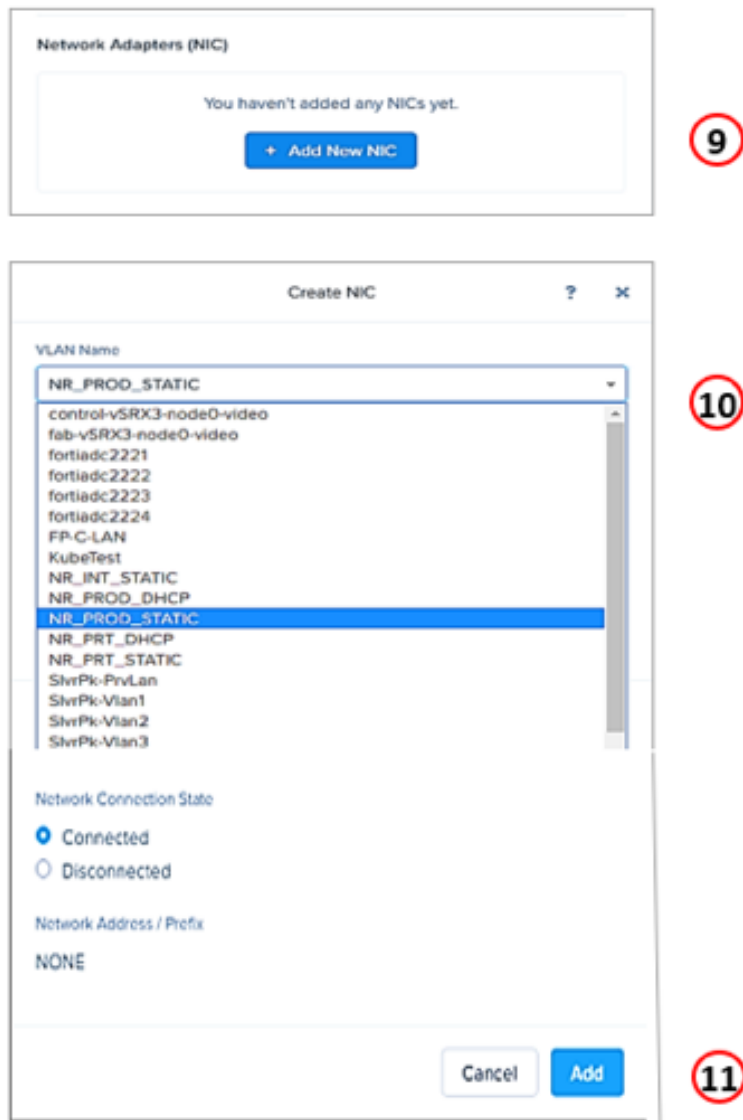 Network Adapters (NIC)
You haven't added any NICs yet.
+ Add New NIC
9
Create NIC ? ×
VLAN Name
NR_PROD_STATIC
10
control-vSRX3-node0-video
fab-vSRX3-node0-video
fortiadc2221
fortiadc2222
fortiadc2223
fortiadc2224
FP-C-LAN
KubeTest
NR_INT_STATIC
NR_PROD_DHCP
NR_PROD_STATIC
NR_PRT_DHCP
NR_PRT_STATIC
SlvrPk-PrvLan
SlvrPk-Vlan1
SlvrPk-Vlan2
SlvrPk-Vlan3
Network Connection State
Connected
Disconnected
Network Address / Prefix
NONE
Cancel Add
11